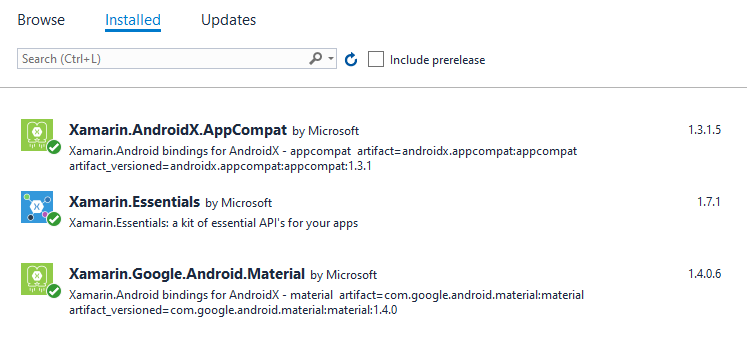 Browse Installed Updates
Search (Ctrl+L) Include prerelease
Xamarin.AndroidX.AppCompat by Microsoft 1.3.1.5
Xamarin.Android bindings for AndroidX - appcompat artifact=androidx.appcompat:appcompat
artifact_versioned=androidx.appcompat:appcompat:1.3.1
Xamarin.Essentials by Microsoft 1.7.1
Xamarin.Essentials: a kit of essential API's for your apps
Xamarin.Google.Android.Material by Microsoft 1.4.0.6
Xamarin.Android bindings for AndroidX - material artifact=com.google.android.material:material
artifact_versioned=com.google.android.material:material:1.4.0